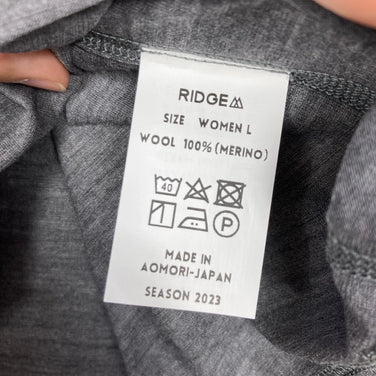 RIDGE
SIZE WOMEN L
WOOL 100% (MERINO)
40
P
MADE IN
AOMORI-JAPAN
SEASON 2023